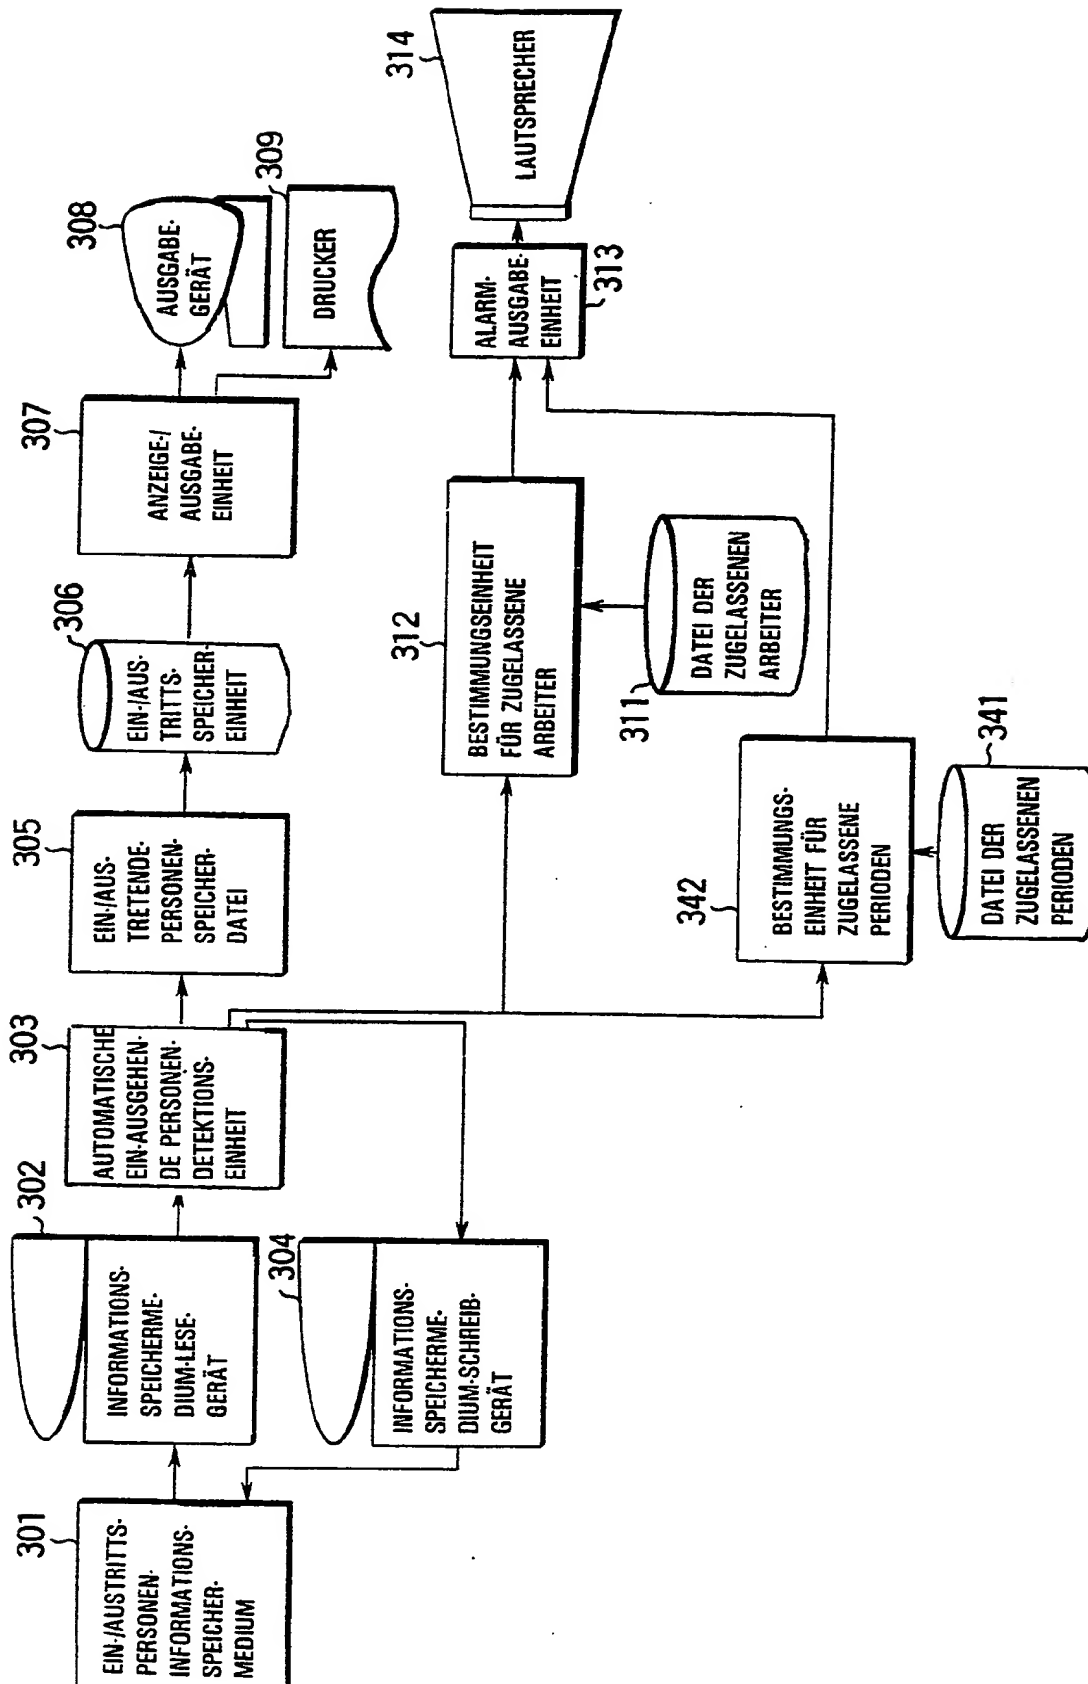 301
EIN-/AUSTRITTS-
PERSONEN-
INFORMATIONS-
SPEICHER-
MEDIUM
302
INFORMATIONS-
SPEICHERME-
DIUM-LESE-
GERÄT
304
INFORMATIONS-
SPEICHERME-
DIUM-SCHREIB-
GERÄT
303
AUTOMATISCHE
EIN-AUSGEHEN-
DE PERSONEN-
DETEKTIONS-
EINHEIT
305
EIN-/AUS-
TRETENDE-
PERSONEN-
SPEICHER-
DATEI
306
EIN-/AUS-
TRITTS-
SPEICHER-
EINHEIT
307
ANZEIGE-/
AUSGABE-
EINHEIT
308
AUSGABE-
GERÄT
309
DRUCKER
312
BESTIMMUNGSEINHEIT
FÜR ZUGELASSENE
ARBEITER
311
DATEI DER
ZUGELASSENEN
ARBEITER
313
ALARM-
AUSGABE-
EINHEIT
314
LAUTSPRECHER
342
BESTIMMUNGS-
EINHEIT FÜR
ZUGELASSENE
PERIODEN
341
DATEI DER
ZUGELASSENEN
PERIODEN